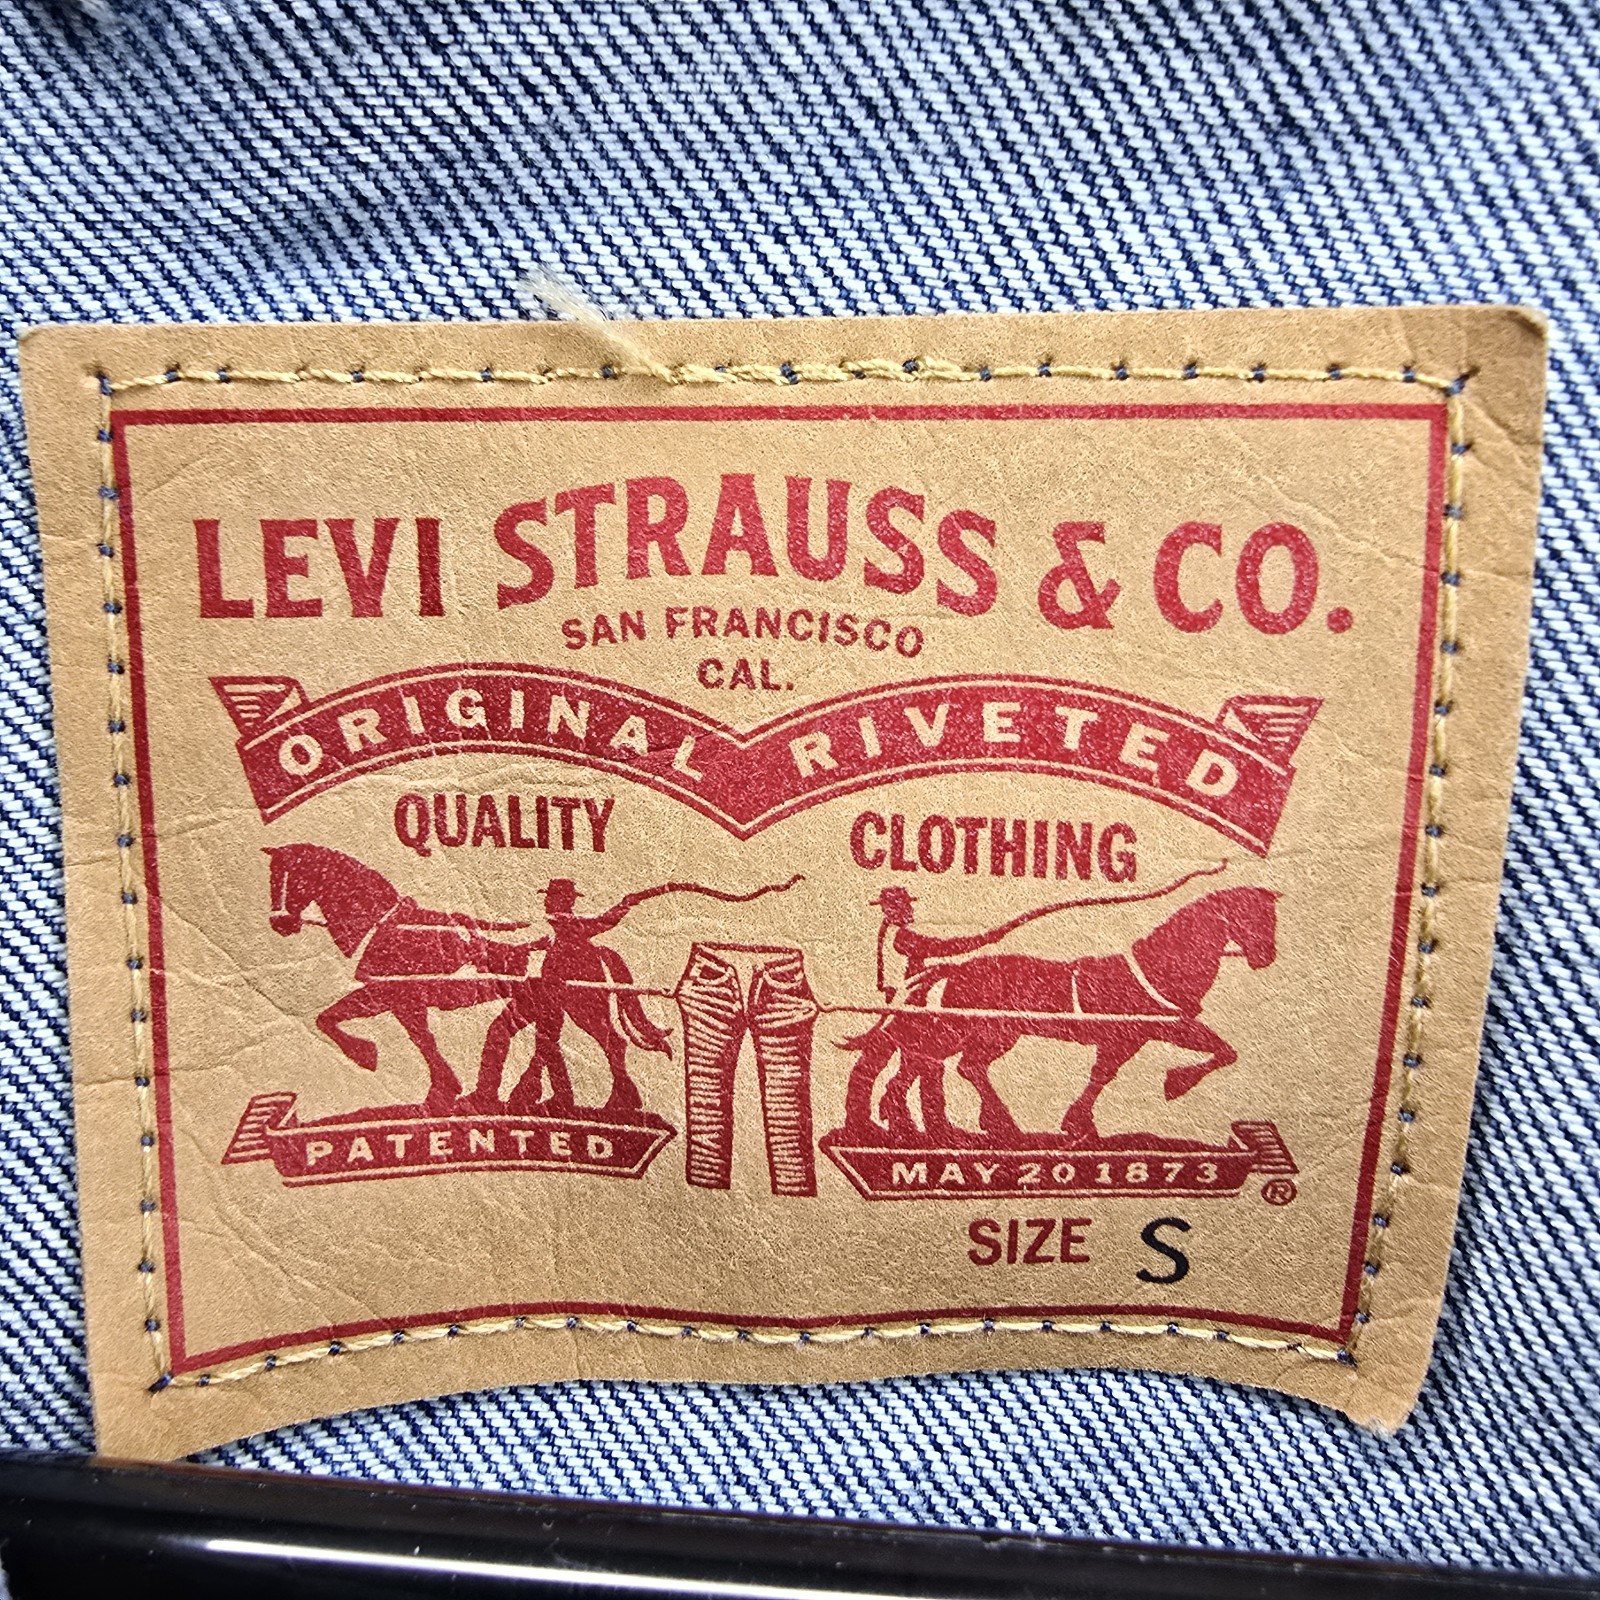 LEVI STRAUSS & CO.
SAN FRANCISCO
CAL.
ORIGINAL RIVETED
QUALITY CLOTHING
PATENTED MAY 20 1873 ®
SIZE S